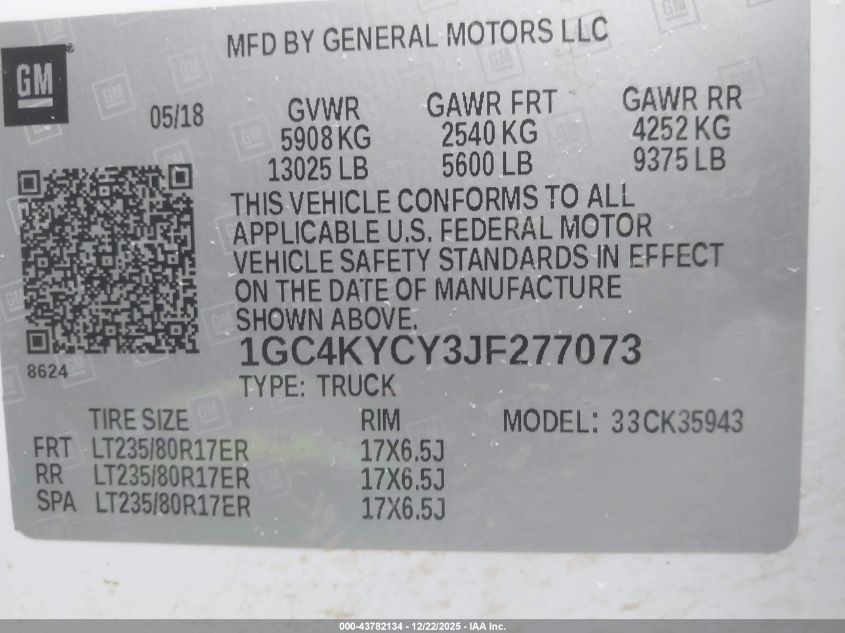 MFD BY GENERAL MOTORS LLC
GM
05/18
GVWR GAWR FRT GAWR RR
5908 KG 2540 KG 4252 KG
13025 LB 5600 LB 9375 LB
THIS VEHICLE CONFORMS TO ALL
APPLICABLE U.S. FEDERAL MOTOR
VEHICLE SAFETY STANDARDS IN EFFECT
ON THE DATE OF MANUFACTURE
SHOWN ABOVE.
1GC4KYCY3JF277073
8624
TYPE: TRUCK
TIRE SIZE RIM MODEL: 33CK35943
FRT LT235/80R17ER 17X6.5J
RR LT235/80R17ER 17X6.5J
SPA LT235/80R17ER 17X6.5J
000-43782134 - 12/22/2025 - IAA Inc.